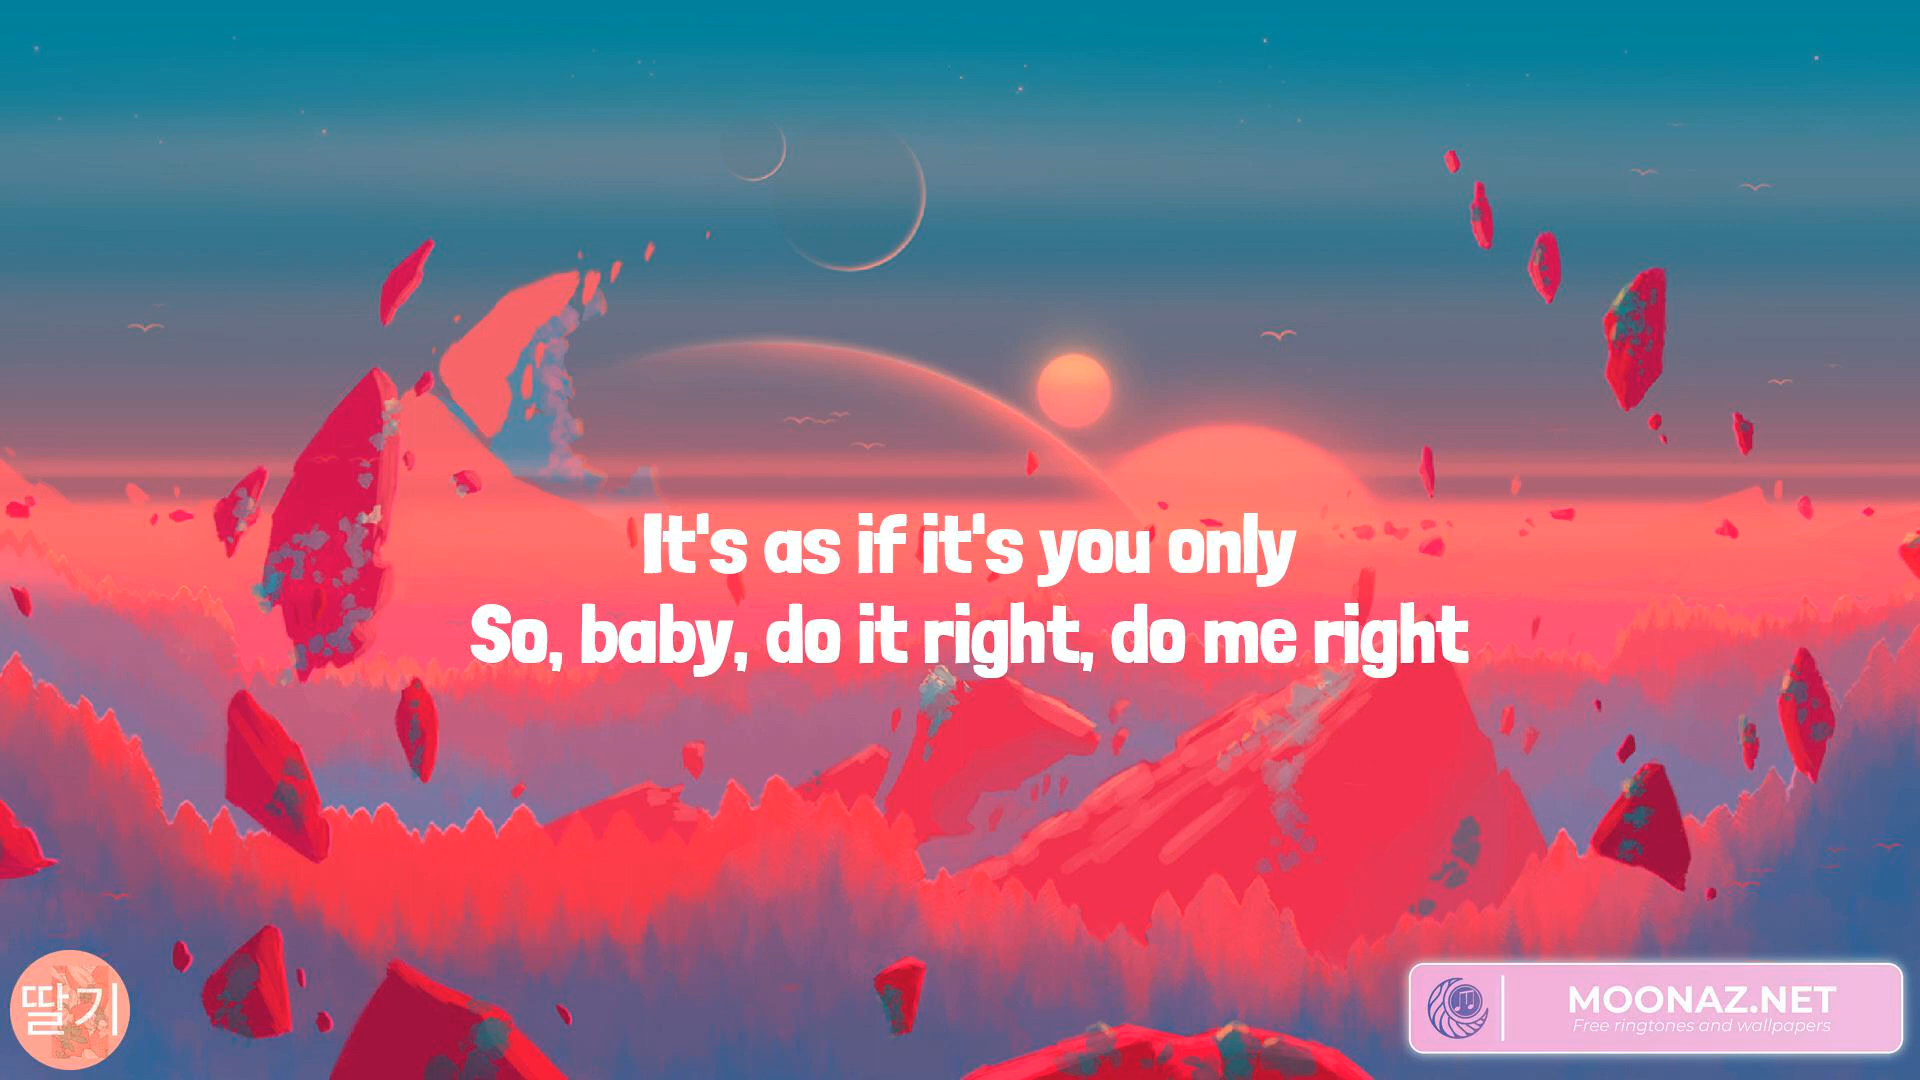 It's as if it's you only
So, baby, do it right, do me right
딸기
MOONAZ.NET
Free ringtones and wallpapers